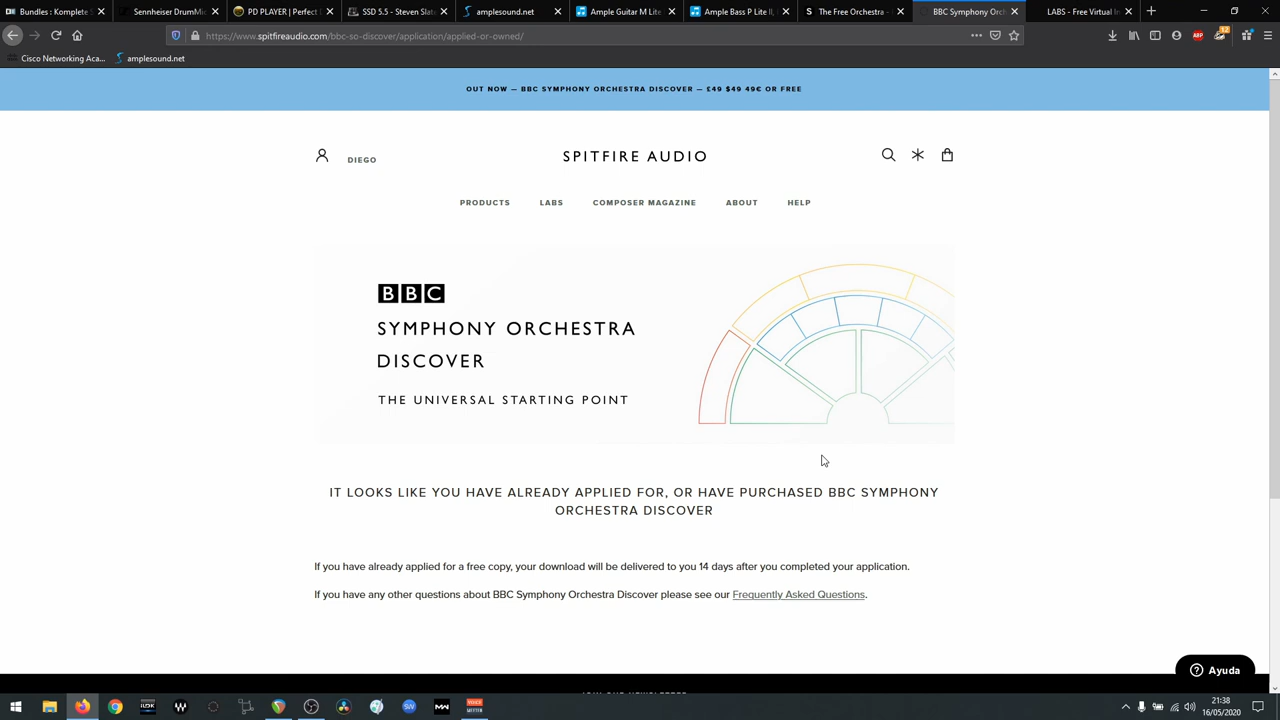 Bundles : Komplete S
Sennheiser DrumMic
PD PLAYER | Perfect D
SSD 5.5 - Steven Slate
amplesound.net
Ample Guitar M Lite
Ample Bass P Lite II,
The Free Orchestra -
BBC Symphony Orch
LABS - Free Virtual In
https://www.spitfireaudio.com/bbc-so-discover/application/applied-or-owned/
ABP
12
Cisco Networking Aca...
amplesound.net
OUT NOW — BBC SYMPHONY ORCHESTRA DISCOVER — £49 $49 49€ OR FREE
DIEGO
SPITFIRE AUDIO
PRODUCTS
LABS
COMPOSER MAGAZINE
ABOUT
HELP
BBC
SYMPHONY ORCHESTRA
DISCOVER
THE UNIVERSAL STARTING POINT
IT LOOKS LIKE YOU HAVE ALREADY APPLIED FOR, OR HAVE PURCHASED BBC SYMPHONY
ORCHESTRA DISCOVER
If you have already applied for a free copy, your download will be delivered to you 14 days after you completed your application.
If you have any other questions about BBC Symphony Orchestra Discover please see our Frequently Asked Questions.
Ayuda
21:38
16/05/2020